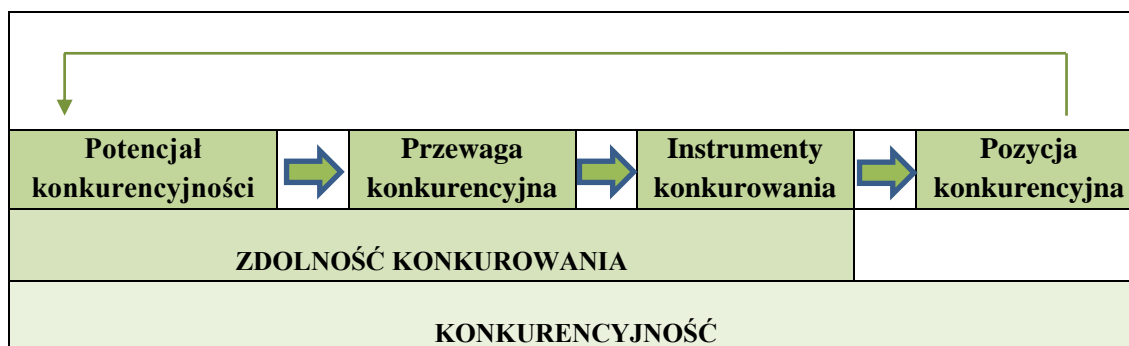 Potencjał
konkurencyjności
Przewaga
konkurencyjna
Instrumenty
konkurowania
Pozycja
konkurencyjna
ZDOLNOŚĆ KONKUROWANIA
KONKURENCYJNOŚĆ